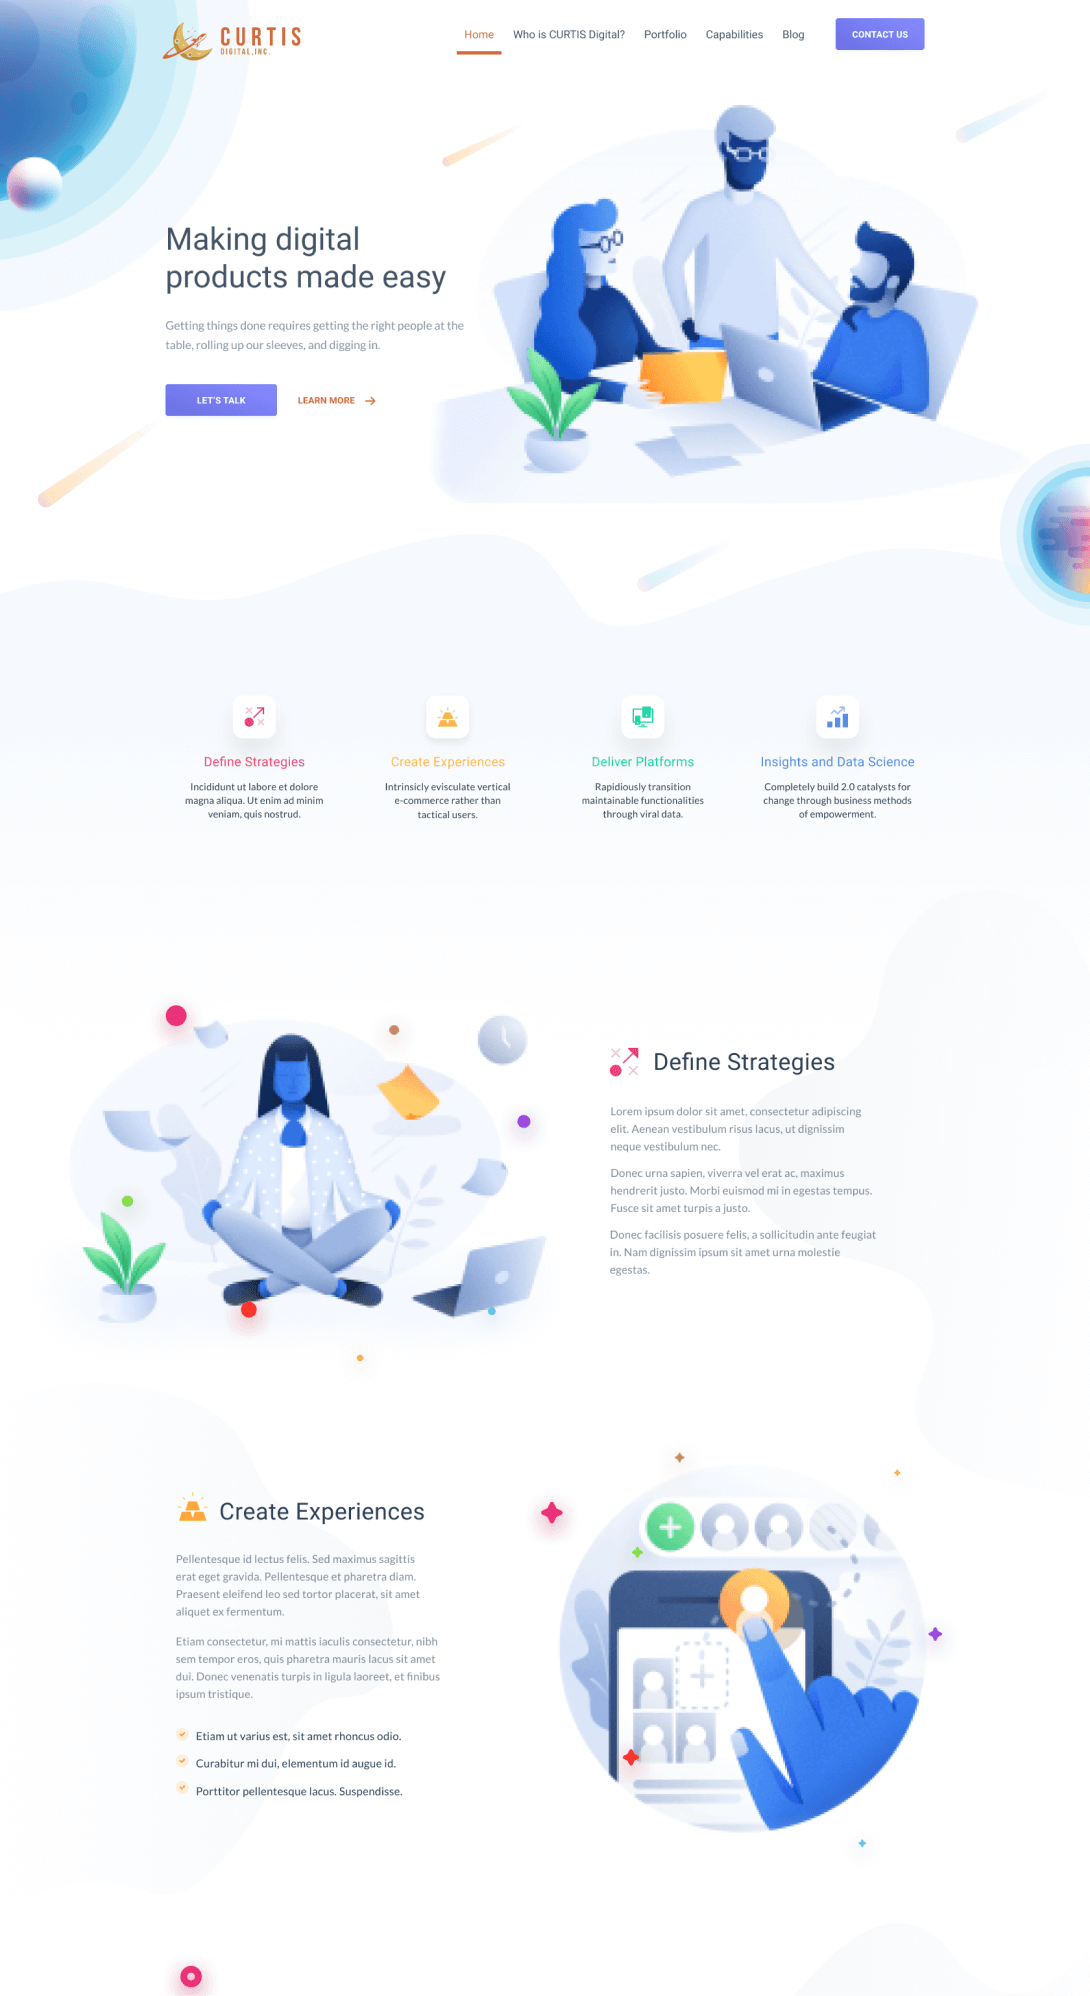 CURTIS
DIGITAL, INC.
Home
Who is CURTIS Digital?
Portfolio
Capabilities
Blog
CONTACT US
Making digital
products made easy
Getting things done requires getting the right people at the
table, rolling up our sleeves, and digging in.
LET'S TALK
LEARN MORE
Define Strategies
Incididunt ut labore et dolore
magna aliqua. Ut enim ad minim
veniam, quis nostrud.
Create Experiences
Intrinsicly evisculate vertical
e-commerce rather than
tactical users.
Deliver Platforms
Rapidiously transition
maintainable functionalities
through viral data.
Insights and Data Science
Completely build 2.0 catalysts for
change through business methods
of empowerment.
Define Strategies
Lorem ipsum dolor sit amet, consectetur adipiscing
elit. Aenean vestibulum risus lacus, ut dignissim
neque vestibulum nec.
Donec urna sapien, viverra vel erat ac, maximus
hendrerit justo. Morbi euismod mi in egestas tempus.
Fusce sit amet turpis a justo.
Donec facilisis posuere felis, a sollicitudin ante feugiat
in. Nam dignissim ipsum sit amet urna molestie
egestas.
Create Experiences
Pellentesque id lectus felis. Sed maximus sagittis
erat eget gravida. Pellentesque et pharetra diam.
Praesent eleifend leo sed tortor placerat, sit amet
aliquet ex fermentum.
Etiam consectetur, mi mattis iaculis consectetur, nibh
sem tempor eros, quis pharetra mauris lacus sit amet
dui. Donec venenatis turpis in ligula laoreet, et finibus
ipsum tristique.
Etiam ut varius est, sit amet rhoncus odio.
Curabitur mi dui, elementum id augue id.
Porttitor pellentesque lacus. Suspendisse.